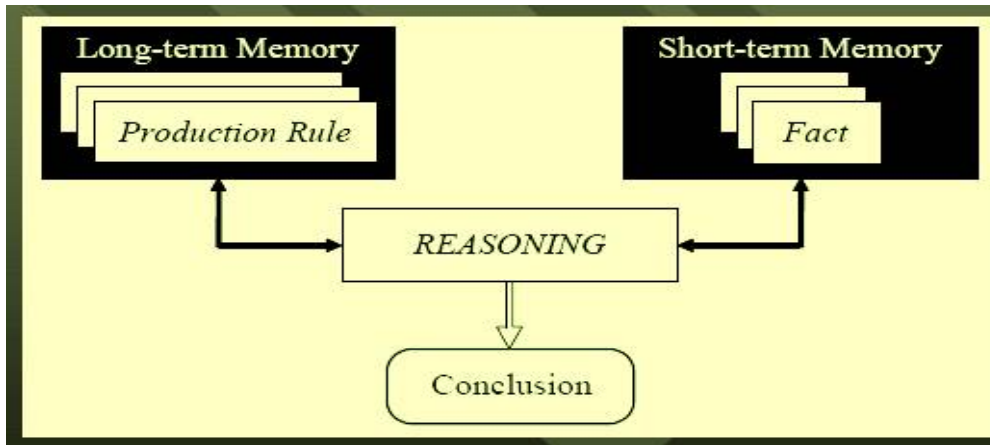 Long-term Memory
Short-term Memory
Production Rule
Fact
REASONING
Conclusion